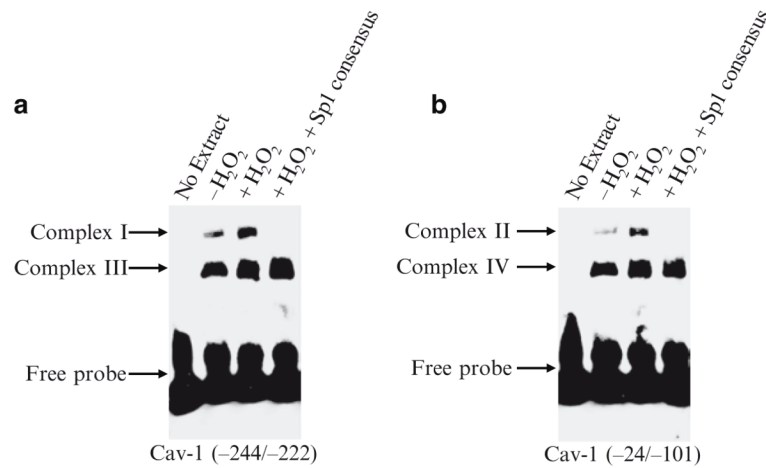 a
No Extract
–H₂O₂
+ H₂O₂
+ H₂O₂ + Sp1 consensus
Complex I
Complex III
Free probe
Cav-1 (–244/–222)
b
No Extract
–H₂O₂
+ H₂O₂
+ H₂O₂ + Sp1 consensus
Complex II
Complex IV
Free probe
Cav-1 (–24/–101)